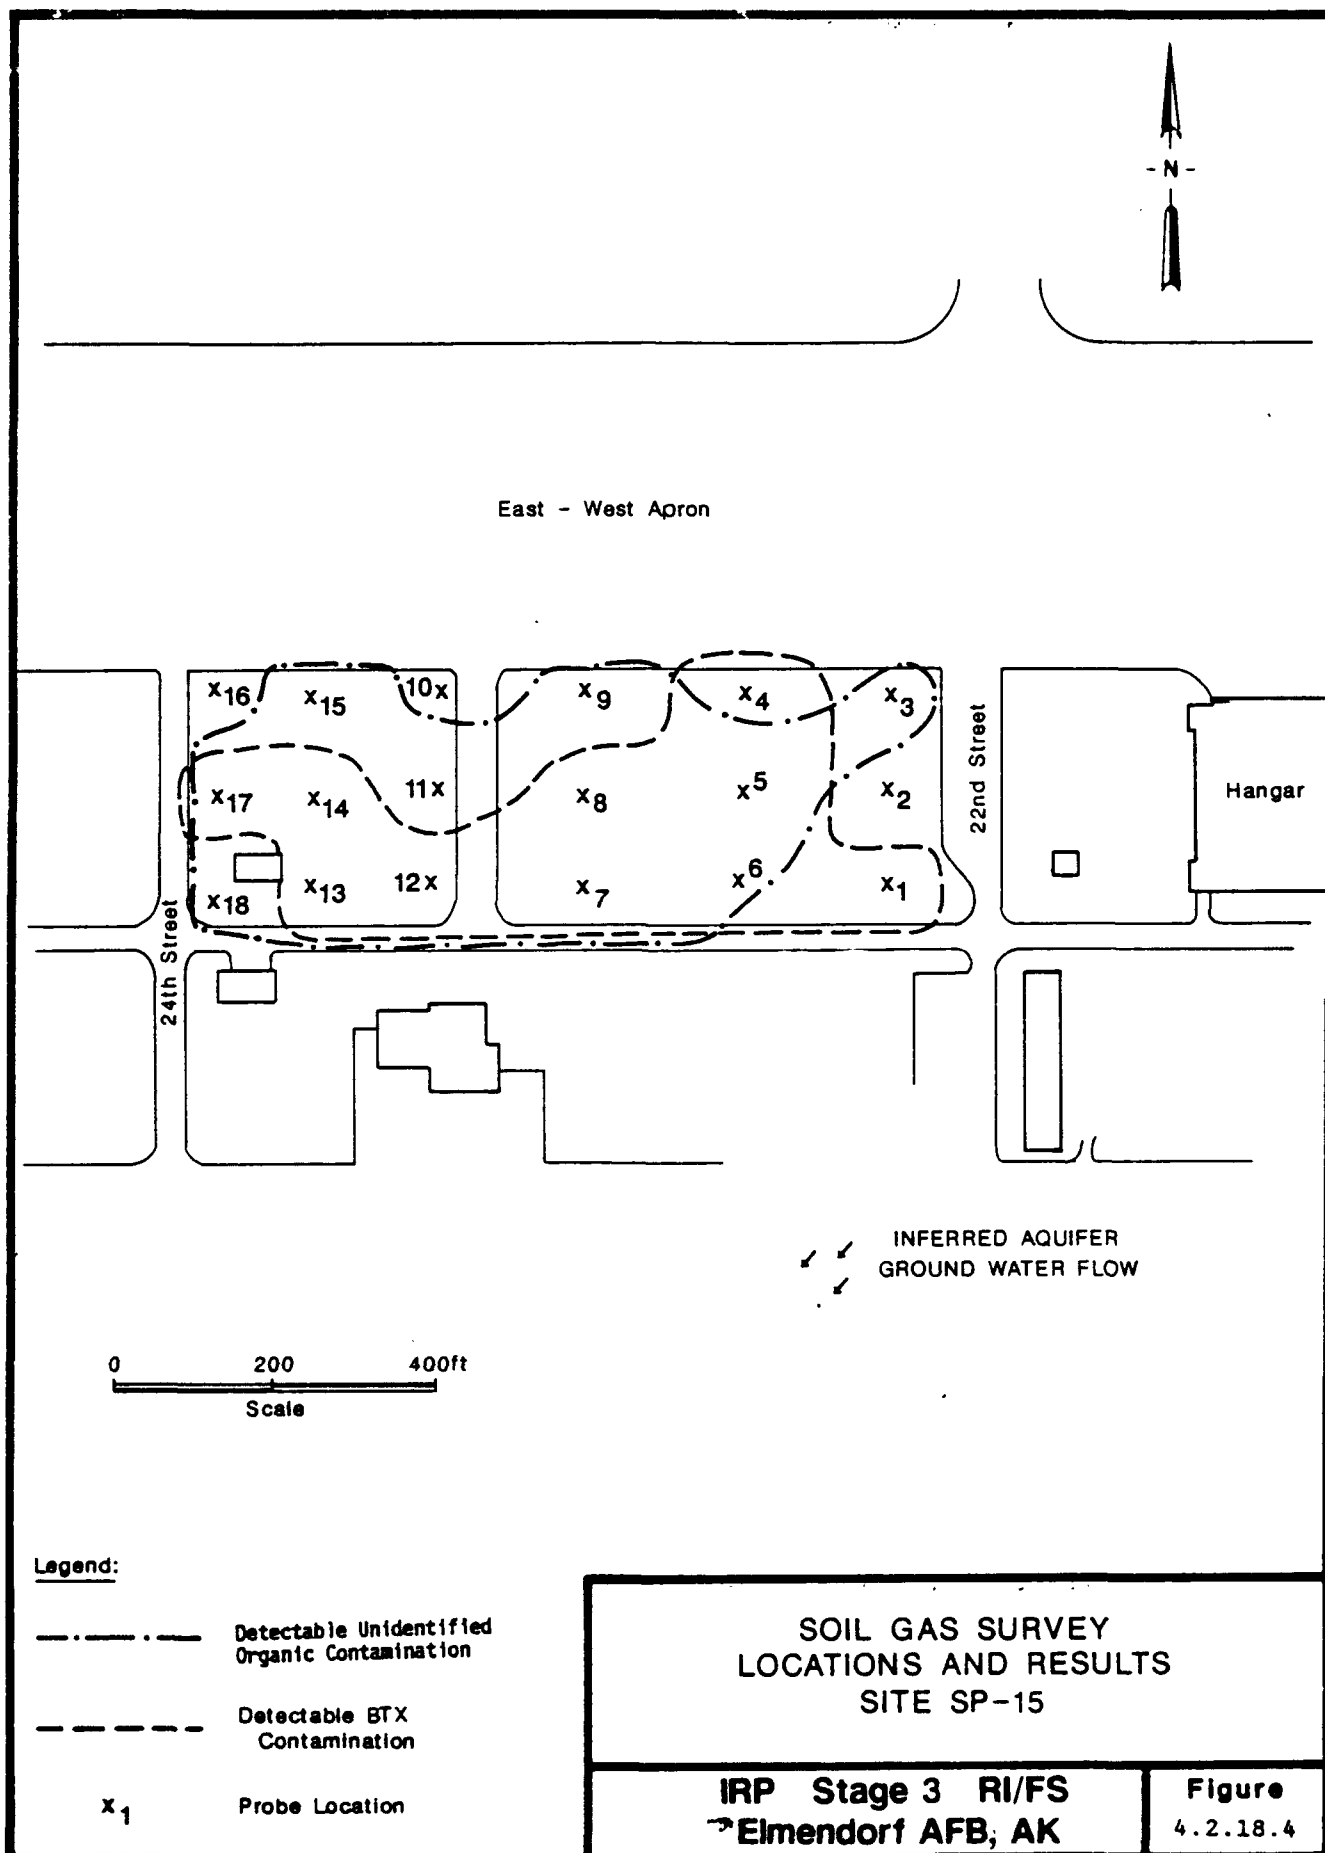 - N -
East - West Apron
x16
x15
10x
x9
x4
x3
22nd Street
x17
x14
11x
x8
x5
x2
Hangar
x18
x13
12x
x7
x6
x1
24th Street
INFERRED AQUIFER
GROUND WATER FLOW
0 200 400ft
Scale
Legend:
Detectable Unidentified
Organic Contamination
Detectable BTX
Contamination
x1 Probe Location
SOIL GAS SURVEY
LOCATIONS AND RESULTS
SITE SP-15
IRP Stage 3 RI/FS
Elmendorf AFB, AK
Figure
4.2.18.4